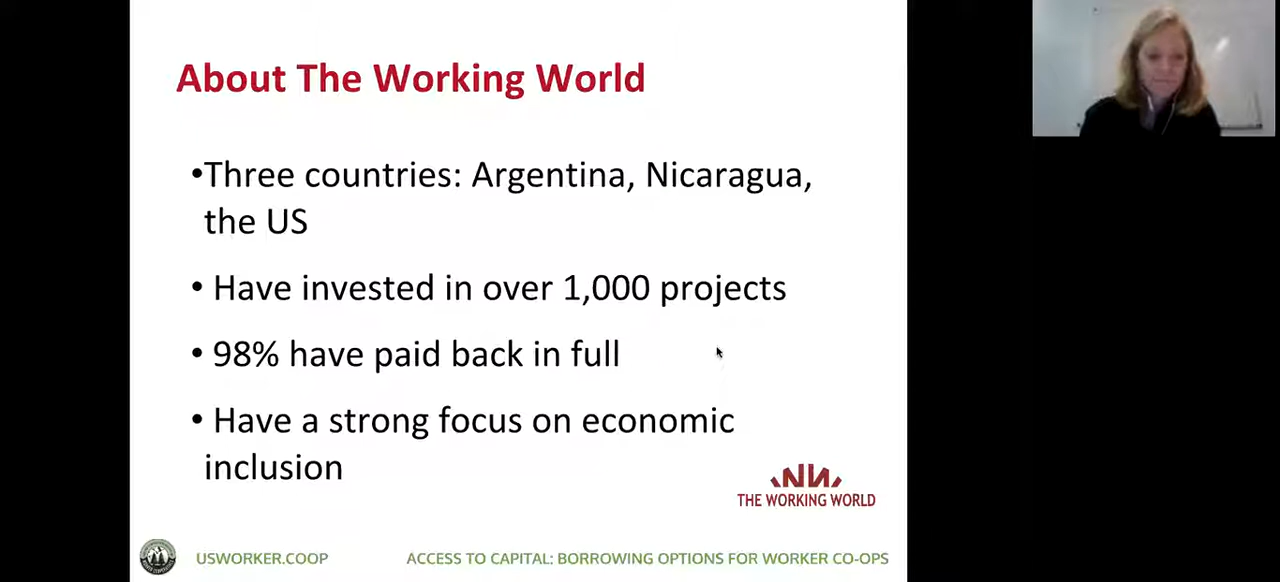 About The Working World
•Three countries: Argentina, Nicaragua,
the US
• Have invested in over 1,000 projects
• 98% have paid back in full
• Have a strong focus on economic
inclusion
THE WORKING WORLD
USWORKER.COOP
ACCESS TO CAPITAL: BORROWING OPTIONS FOR WORKER CO-OPS